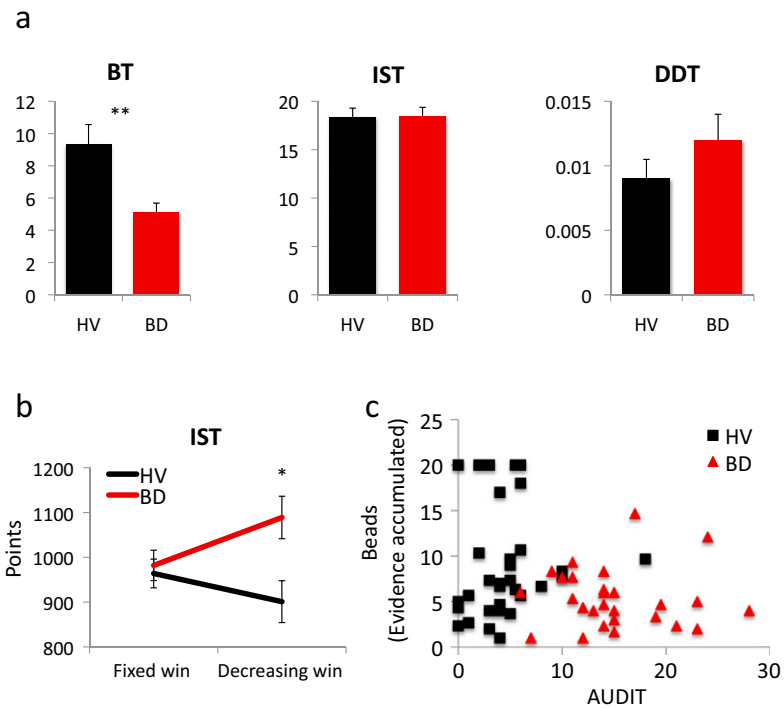 a
BT
IST
DDT
12
10
8
6
4
2
0
**
HV
BD
20
15
10
5
0
HV
BD
0.015
0.01
0.005
0
HV
BD
b
IST
1200
1100
1000
900
800
Points
HV
BD
*
Fixed win
Decreasing win
c
25
20
15
10
5
0
Beads
(Evidence accumulated)
HV
BD
0
10
20
30
AUDIT